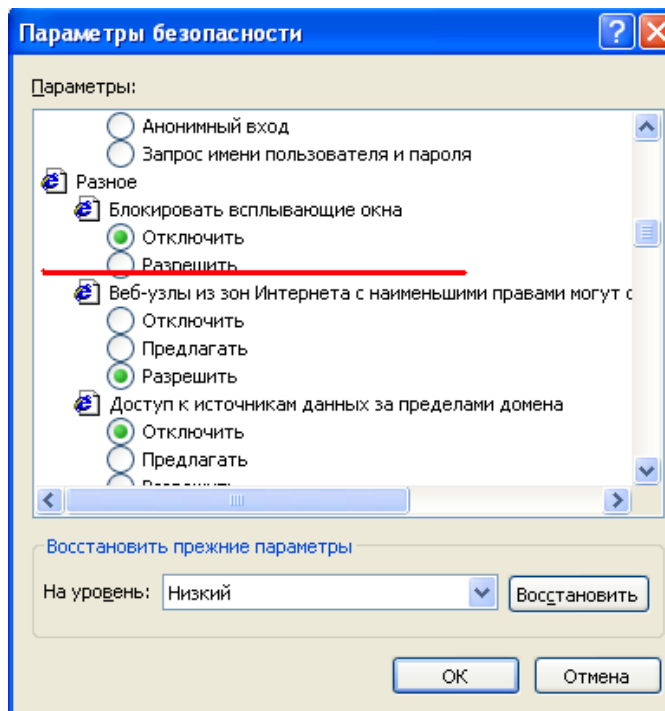 Параметры безопасности
Параметры:
Анонимный вход
Запрос имени пользователя и пароля
Разное
Блокировать всплывающие окна
Отключить
Разрешить
Веб-узлы из зон Интернета с наименьшими правами могут с
Отключить
Предлагать
Разрешить
Доступ к источникам данных за пределами домена
Отключить
Предлагать
Разрешить
Восстановить прежние параметры
На уровень: Низкий Восстановить
ОК Отмена